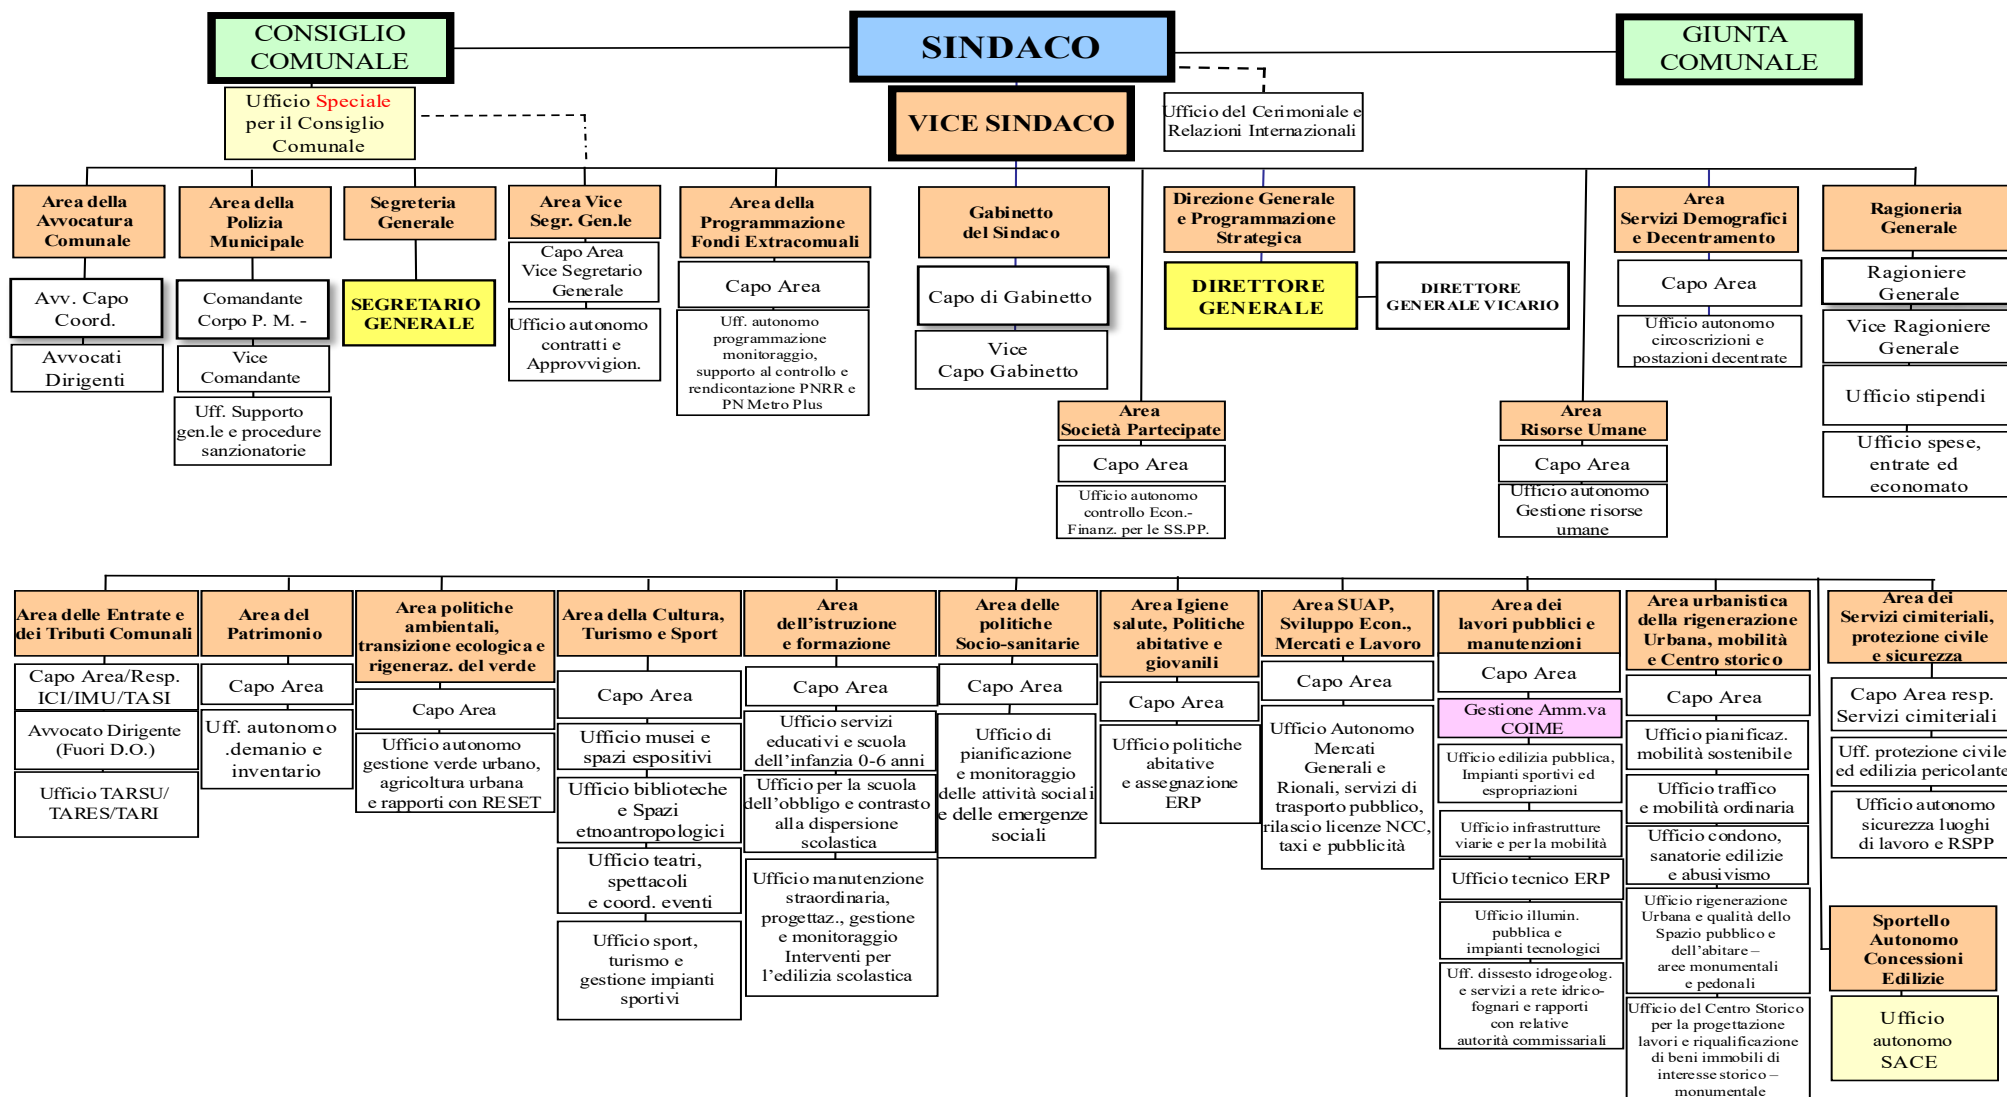 CONSIGLIO
COMUNALE
SINDACO
GIUNTA
COMUNALE
Ufficio Speciale
per il Consiglio
Comunale
VICE SINDACO
Ufficio del Cerimoniale e
Relazioni Internazionali
Area della
Avvocatura
Comunale
Avv. Capo
Coord.
Avvocati
Dirigenti
Area della
Polizia
Municipale
Comandante
Corpo P. M. -
Vice
Comandante
Uff. Supporto
gen.le e procedure
sanzionatorie
Segreteria
Generale
SEGRETARIO
GENERALE
Area Vice
Segr. Gen.le
Capo Area
Vice Segretario
Generale
Ufficio autonomo
contratti e
Approvvigion.
Area della
Programmazione
Fondi Extracomuali
Capo Area
Uff. autonomo
programmazione
monitoraggio,
supporto al controllo e
rendicontazione PNRR e
PN Metro Plus
Gabinetto
del Sindaco
Capo di Gabinetto
Vice
Capo Gabinetto
Area
Società Partecipate
Capo Area
Ufficio autonomo
controllo Econ.-
Finanz. per le SS.PP.
Direzione Generale
e Programmazione
Strategica
DIRETTORE
GENERALE
DIRETTORE
GENERALE VICARIO
Area
Risorse Umane
Capo Area
Ufficio autonomo
Gestione risorse
umane
Area
Servizi Demografici
e Decentramento
Capo Area
Ufficio autonomo
circoscrizioni e
postazioni decentrate
Ragioneria
Generale
Ragioniere
Generale
Vice Ragioniere
Generale
Ufficio stipendi
Ufficio spese,
entrate ed
economato
Area delle Entrate e
dei Tributi Comunali
Capo Area/Resp.
ICI/IMU/TASI
Avvocato Dirigente
(Fuori D.O.)
Ufficio TARSU/
TARES/TARI
Area del
Patrimonio
Capo Area
Uff. autonomo
.demanio e
inventario
Area politiche
ambientali,
transizione ecologica e
rigeneraz. del verde
Capo Area
Ufficio autonomo
gestione verde urbano,
agricoltura urbana
e rapporti con RESET
Area della Cultura,
Turismo e Sport
Capo Area
Ufficio musei e
spazi espositivi
Ufficio biblioteche
e Spazi
etnoantropologici
Ufficio teatri,
spettacoli
e coord. eventi
Ufficio sport,
turismo e
gestione impianti
sportivi
Area
dell'istruzione
e formazione
Capo Area
Ufficio servizi
educativi e scuola
dell'infanzia 0-6 anni
Ufficio per la scuola
dell'obbligo e contrasto
alla dispersione
scolastica
Ufficio manutenzione
straordinaria,
progettaz., gestione
e monitoraggio
Interventi per
l'edilizia scolastica
Area delle
politiche
Socio-sanitarie
Capo Area
Ufficio di
pianificazione
e monitoraggio
delle attività sociali
e delle emergenze
sociali
Area Igiene
salute, Politiche
abitative e
giovanili
Capo Area
Ufficio politiche
abitative
e assegnazione
ERP
Area SUAP,
Sviluppo Econ.,
Mercati e Lavoro
Capo Area
Ufficio Autonomo
Mercati
Generali e
Rionali, servizi di
trasporto pubblico,
rilascio licenze NCC,
taxi e pubblicità
Area dei
lavori pubblici e
manutenzioni
Capo Area
Gestione Amm.va
COIME
Ufficio edilizia pubblica,
Impianti sportivi ed
espropriazioni
Ufficio infrastrutture
viarie e per la mobilità
Ufficio tecnico ERP
Ufficio illumin.
pubblica e
impianti tecnologici
Uff. dissesto idrogeolog.
e servizi a rete idrico-
fognari e rapporti
con relative
autorità commissariali
Area urbanistica
della rigenerazione
Urbana, mobilità
e Centro storico
Capo Area
Ufficio pianificaz.
mobilità sostenibile
Ufficio traffico
e mobilità ordinaria
Ufficio condono,
sanatorie edilizie
e abusivismo
Ufficio rigenerazione
Urbana e qualità dello
Spazio pubblico e
dell'abitare –
aree monumentali
e pedonali
Ufficio del Centro Storico
per la progettazione
lavori e riqualificazione
di beni immobili di
interesse storico –
monumentale
Area dei
Servizi cimiteriali,
protezione civile
e sicurezza
Capo Area resp.
Servizi cimiteriali
Uff. protezione civile
ed edilizia pericolante
Ufficio autonomo
sicurezza luoghi
di lavoro e RSPP
Sportello
Autonomo
Concessioni
Edilizie
Ufficio
autonomo
SACE